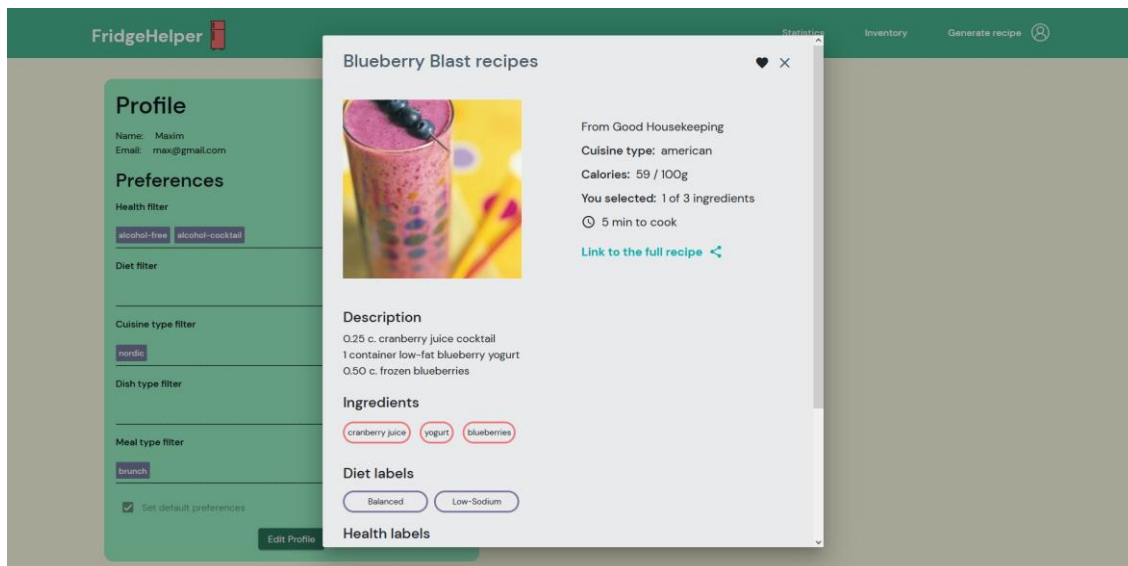 FridgeHelper
Statistics
Inventory
Generate recipe
Profile
Name: Maxim
Email: max@gmail.com
Preferences
Health filter
alcohol-free alcohol-cocktail
Diet filter
Cuisine type filter
nordic
Dish type filter
Meal type filter
brunch
Set default preferences
Edit Profile
Blueberry Blast recipes
From Good Housekeeping
Cuisine type: american
Calories: 59 / 100g
You selected: 1 of 3 ingredients
5 min to cook
Link to the full recipe
Description
0.25 c. cranberry juice cocktail
1 container low-fat blueberry yogurt
0.50 c. frozen blueberries
Ingredients
cranberry juice yogurt blueberries
Diet labels
Balanced Low-Sodium
Health labels